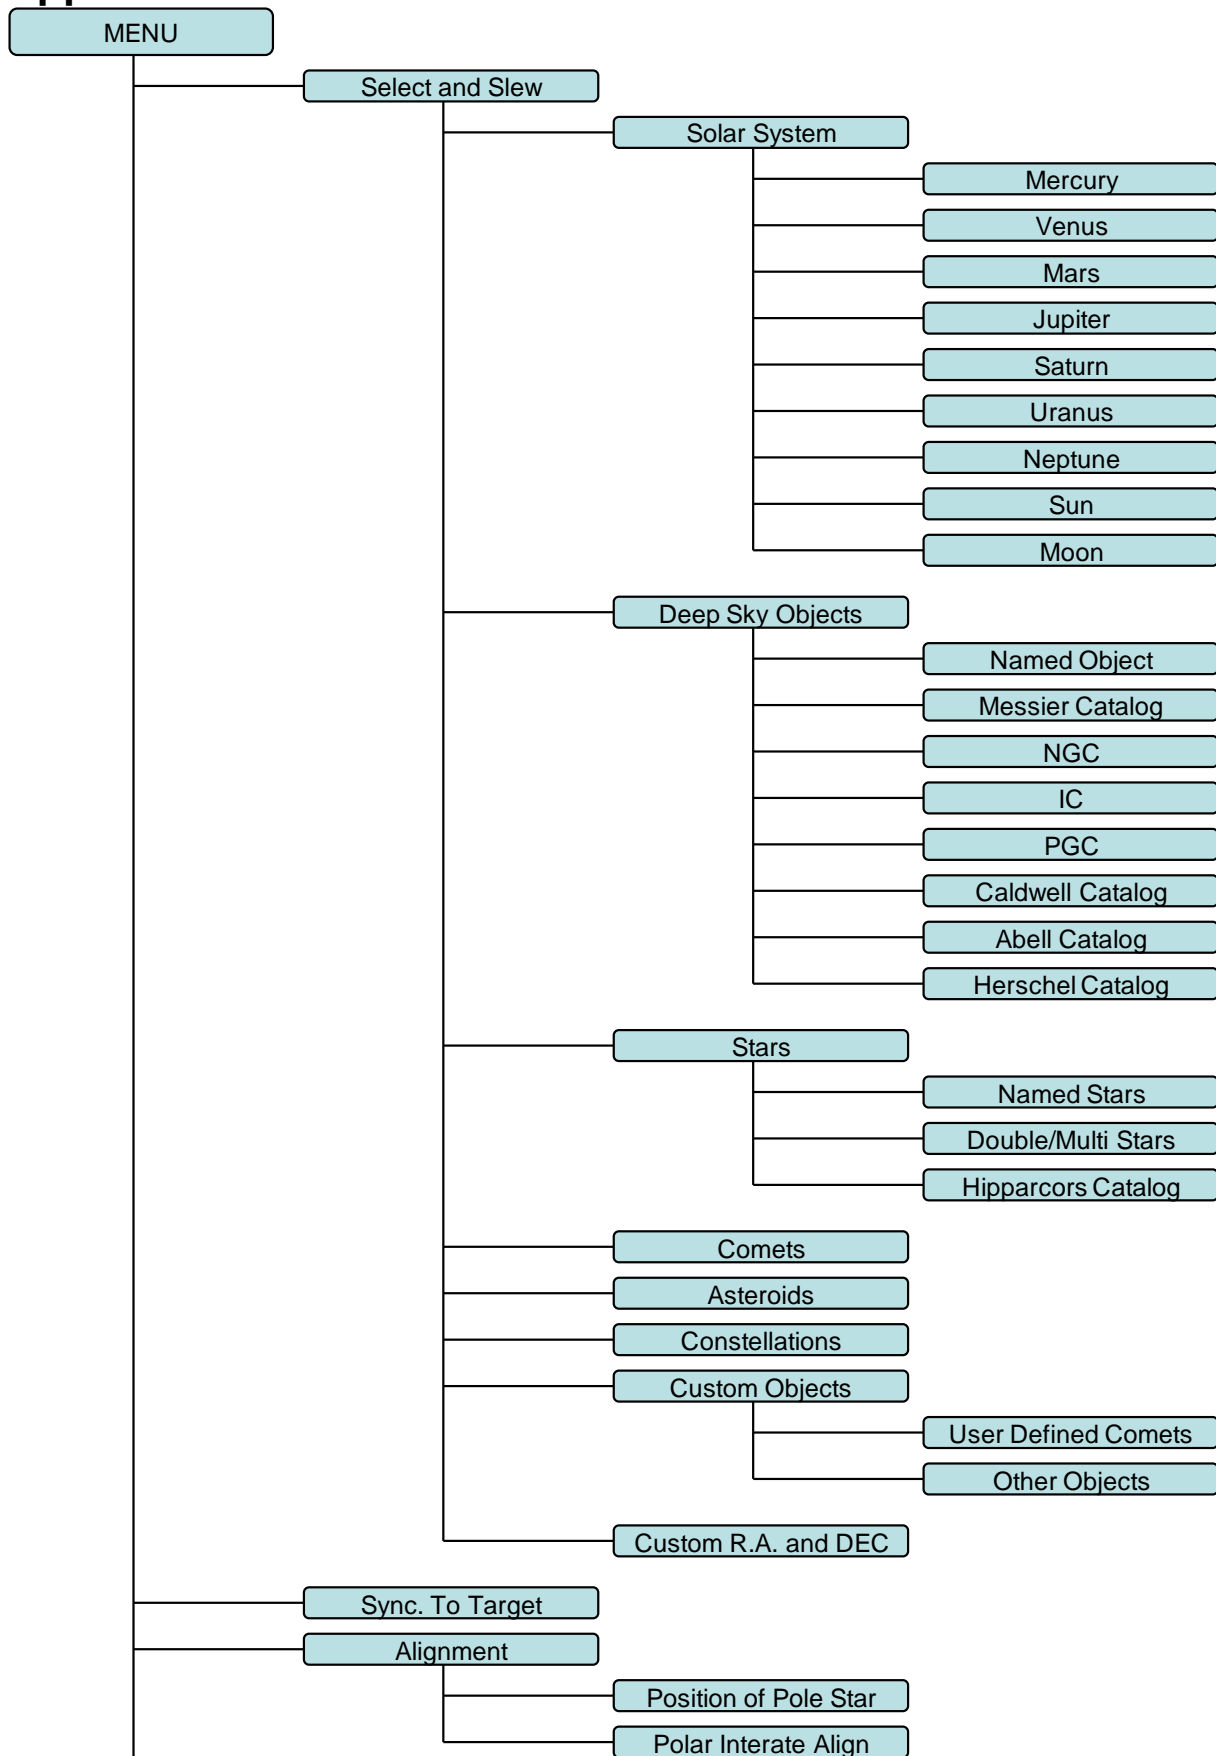 MENU
Select and Slew
Solar System
Mercury
Venus
Mars
Jupiter
Saturn
Uranus
Neptune
Sun
Moon
Deep Sky Objects
Named Object
Messier Catalog
NGC
IC
PGC
Caldwell Catalog
Abell Catalog
Herschel Catalog
Stars
Named Stars
Double/Multi Stars
Hipparcors Catalog
Comets
Asteroids
Constellations
Custom Objects
User Defined Comets
Other Objects
Custom R.A. and DEC
Sync. To Target
Alignment
Position of Pole Star
Polar Interate Align